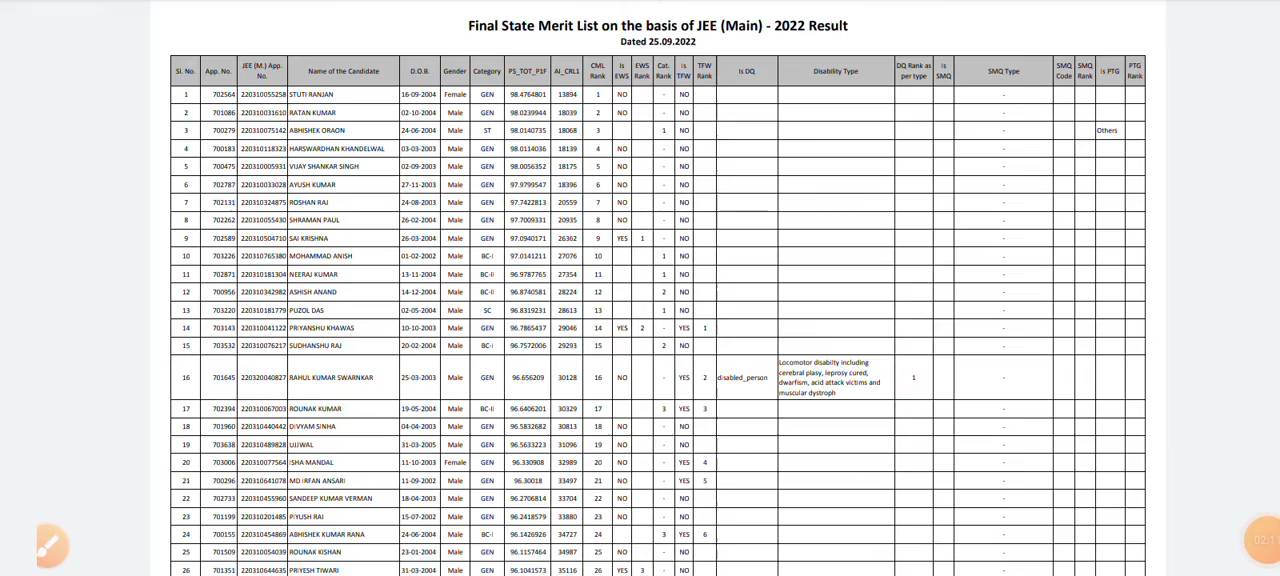 Final State Merit List on the basis of JEE (Main) - 2022 Result
Dated 25.09.2022
Sl. No. App. No. JEE (M.) App. No. Name of the Candidate D.O.B. Gender Category PS_TOT_P1F AI_CRL1 CML Rank Is EWS EWS Rank Cat. Rank Is TFW TFW Rank Is DQ Disability Type DQ Rank as per type Is SMQ SMQ Type SMQ Code SMQ Rank Is PTG PTG Rank
1 702564 220310055258 STUTI RANJAN 16-09-2004 Female GEN 98.4764801 13894 1 NO - NO -
2 701086 220310031610 RATAN KUMAR 02-10-2004 Male GEN 98.0239944 18039 2 NO - NO -
3 700279 220310075142 ABHISHEK ORAON 24-06-2004 Male ST 98.0140735 18068 3 1 NO - Others
4 700183 220310118323 HARSWARDHAN KHANDELWAL 03-03-2003 Male GEN 98.0114036 18139 4 NO - NO -
5 700475 220310005931 VIJAY SHANKAR SINGH 02-09-2003 Male GEN 98.0056352 18175 5 NO - NO -
6 702787 220310033028 AYUSH KUMAR 27-11-2003 Male GEN 97.9799547 18396 6 NO - NO -
7 702131 220310324875 ROSHAN RAJ 24-08-2003 Male GEN 97.7422813 20559 7 NO - NO -
8 702262 220310055430 SHRAMAN PAUL 26-02-2004 Male GEN 97.7009331 20935 8 NO - NO -
9 702589 220310504710 SAI KRISHNA 26-03-2004 Male GEN 97.0940171 26362 9 YES 1 - NO -
10 703226 220310765380 MOHAMMAD ANISH 01-02-2002 Male BC-I 97.0141211 27076 10 1 NO -
11 702871 220310181304 NEERAJ KUMAR 13-11-2004 Male BC-II 96.9787765 27354 11 1 NO -
12 700956 220310342982 ASHISH ANAND 14-12-2004 Male BC-II 96.8740581 28224 12 2 NO -
13 703220 220310181779 PUZOL DAS 02-05-2004 Male SC 96.8319231 28613 13 1 NO -
14 703143 220310041122 PRIYANSHU KHAWAS 10-10-2003 Male GEN 96.7865437 29046 14 YES 2 - YES 1 -
15 703532 220310076217 SUDHANSHU RAJ 20-02-2004 Male BC-I 96.7572006 29293 15 2 NO -
16 701645 220320040827 RAHUL KUMAR SWARNKAR 25-03-2003 Male GEN 96.656209 30128 16 NO - YES 2 disabled_person Locomotor disabilty including cerebral plasy, leprosy cured, dwarfism, acid attack victims and muscular dystroph 1 -
17 702394 220310067003 ROUNAK KUMAR 19-05-2004 Male BC-II 96.6406201 30329 17 3 YES 3 -
18 701960 220310440442 DIVYAM SINHA 04-04-2003 Male GEN 96.5832682 30813 18 NO - NO -
19 703638 220310489828 UJJWAL 31-03-2005 Male GEN 96.5633223 31096 19 NO - NO -
20 703006 220310077564 ISHA MANDAL 11-10-2003 Female GEN 96.330908 32989 20 NO - YES 4 -
21 700296 220310641078 MD IRFAN ANSARI 11-09-2002 Male GEN 96.30018 33497 21 NO - YES 5 -
22 702733 220310455960 SANDEEP KUMAR VERMAN 18-04-2003 Male GEN 96.2706814 33704 22 NO - NO -
23 701199 220310201485 PIYUSH RAI 15-07-2002 Male GEN 96.2418579 33880 23 NO - NO -
24 700155 220310454869 ABHISHEK KUMAR RANA 24-06-2004 Male BC-I 96.1426926 34727 24 3 YES 6 -
25 701509 220310054039 ROUNAK KISHAN 23-01-2004 Male GEN 96.1157464 34987 25 NO - NO -
26 701351 220310644635 PRIYESH TIWARI 31-03-2004 Male GEN 96.1041573 35116 26 YES 3 - NO -
02:11